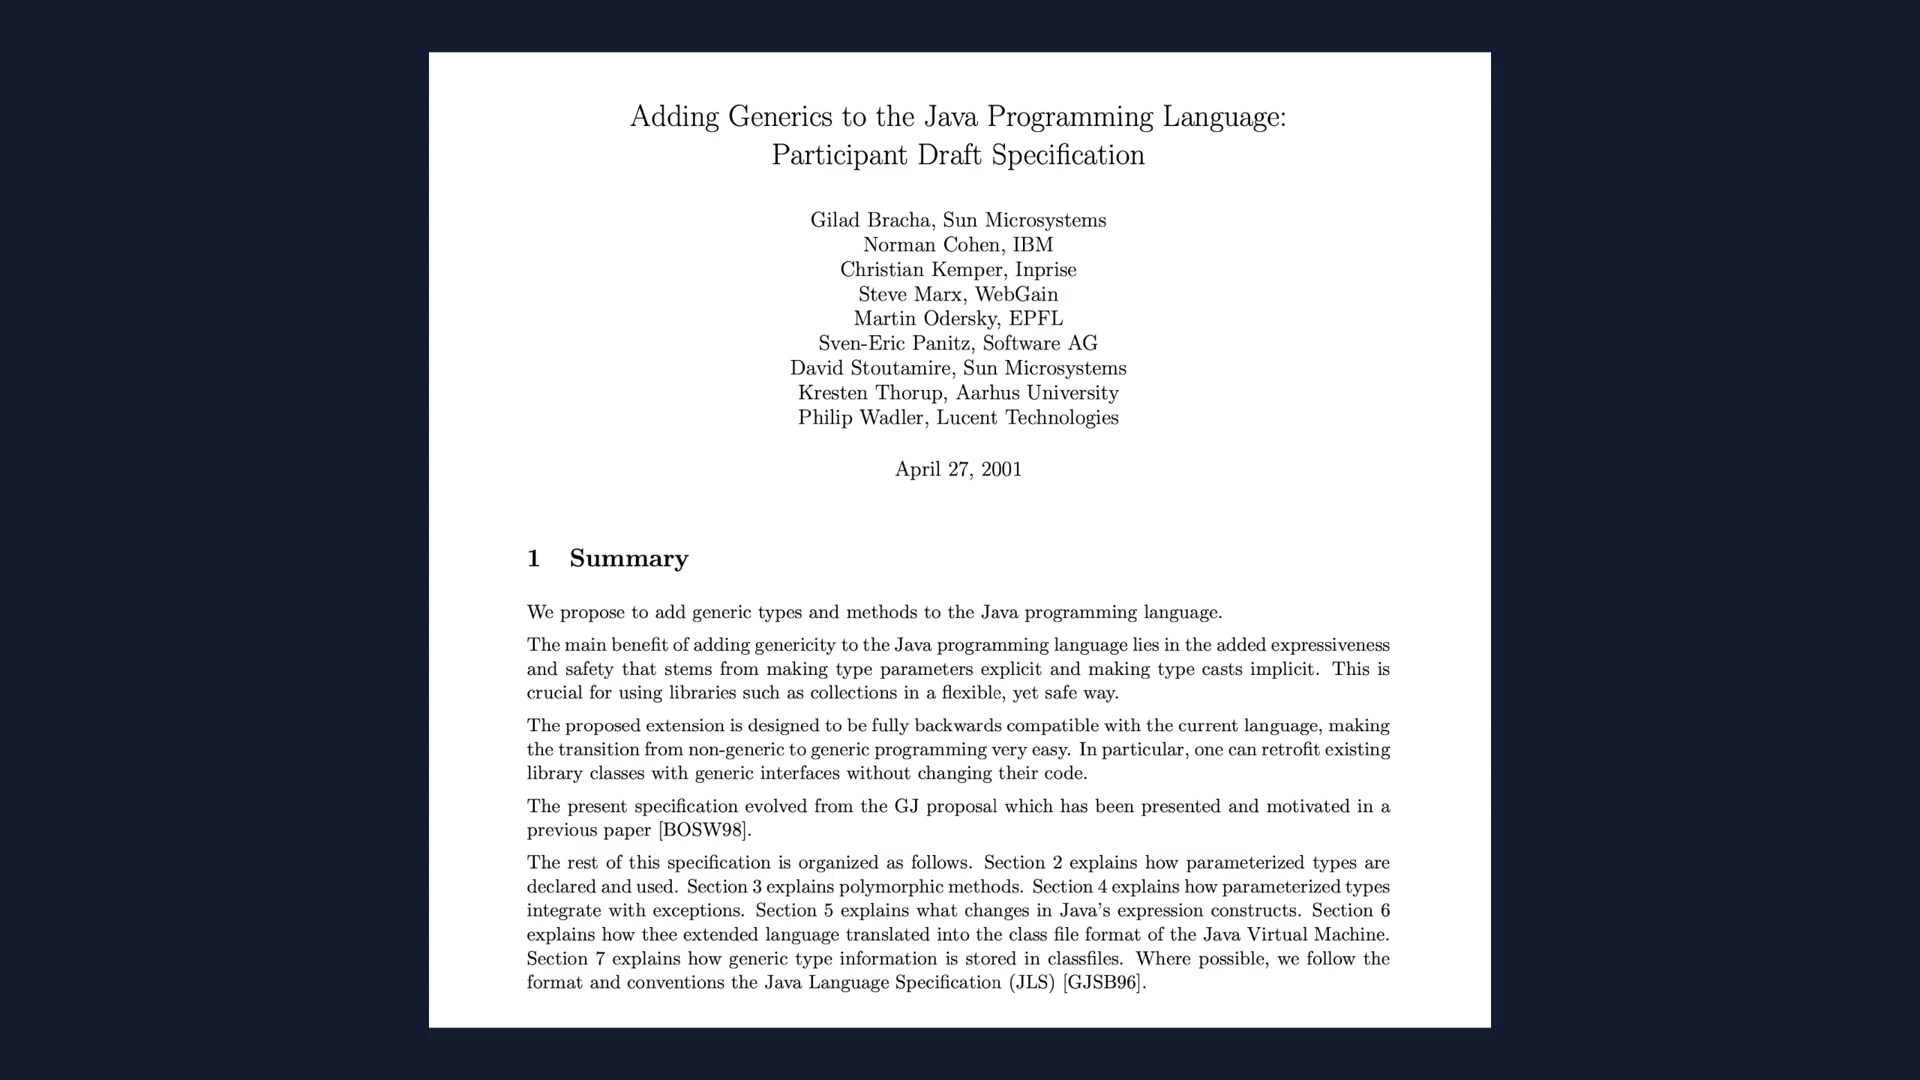 Adding Generics to the Java Programming Language:
Participant Draft Specification
Gilad Bracha, Sun Microsystems
Norman Cohen, IBM
Christian Kemper, Inprise
Steve Marx, WebGain
Martin Odersky, EPFL
Sven-Eric Panitz, Software AG
David Stoutamire, Sun Microsystems
Kresten Thorup, Aarhus University
Philip Wadler, Lucent Technologies
April 27, 2001
1 Summary
We propose to add generic types and methods to the Java programming language.
The main benefit of adding genericity to the Java programming language lies in the added expressiveness
and safety that stems from making type parameters explicit and making type casts implicit. This is
crucial for using libraries such as collections in a flexible, yet safe way.
The proposed extension is designed to be fully backwards compatible with the current language, making
the transition from non-generic to generic programming very easy. In particular, one can retrofit existing
library classes with generic interfaces without changing their code.
The present specification evolved from the GJ proposal which has been presented and motivated in a
previous paper [BOSW98].
The rest of this specification is organized as follows. Section 2 explains how parameterized types are
declared and used. Section 3 explains polymorphic methods. Section 4 explains how parameterized types
integrate with exceptions. Section 5 explains what changes in Java's expression constructs. Section 6
explains how thee extended language translated into the class file format of the Java Virtual Machine.
Section 7 explains how generic type information is stored in classfiles. Where possible, we follow the
format and conventions the Java Language Specification (JLS) [GJSB96].